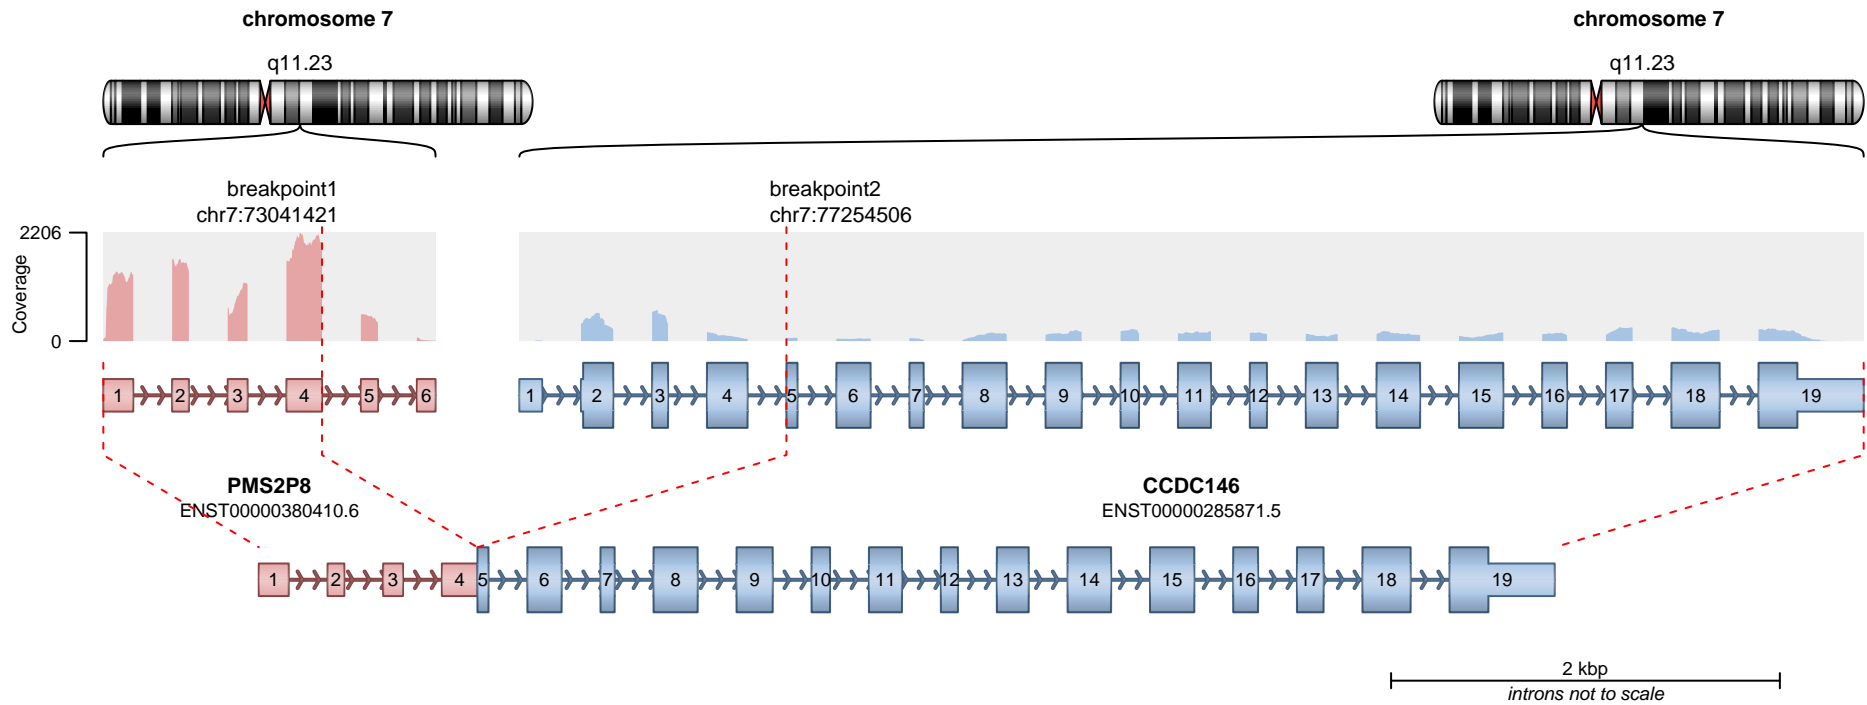 chromosome 7
chromosome 7
q11.23
q11.23
breakpoint1
chr7:73041421
breakpoint2
chr7:77254506
2206
Coverage
0
1 2 3 4 5 6
1 2 3 4 5 6 7 8 9 10 11 12 13 14 15 16 17 18 19
PMS2P8
ENST00000380410.6
CCDC146
ENST00000285871.5
1 2 3 4 5 6 7 8 9 10 11 12 13 14 15 16 17 18 19
2 kbp
introns not to scale